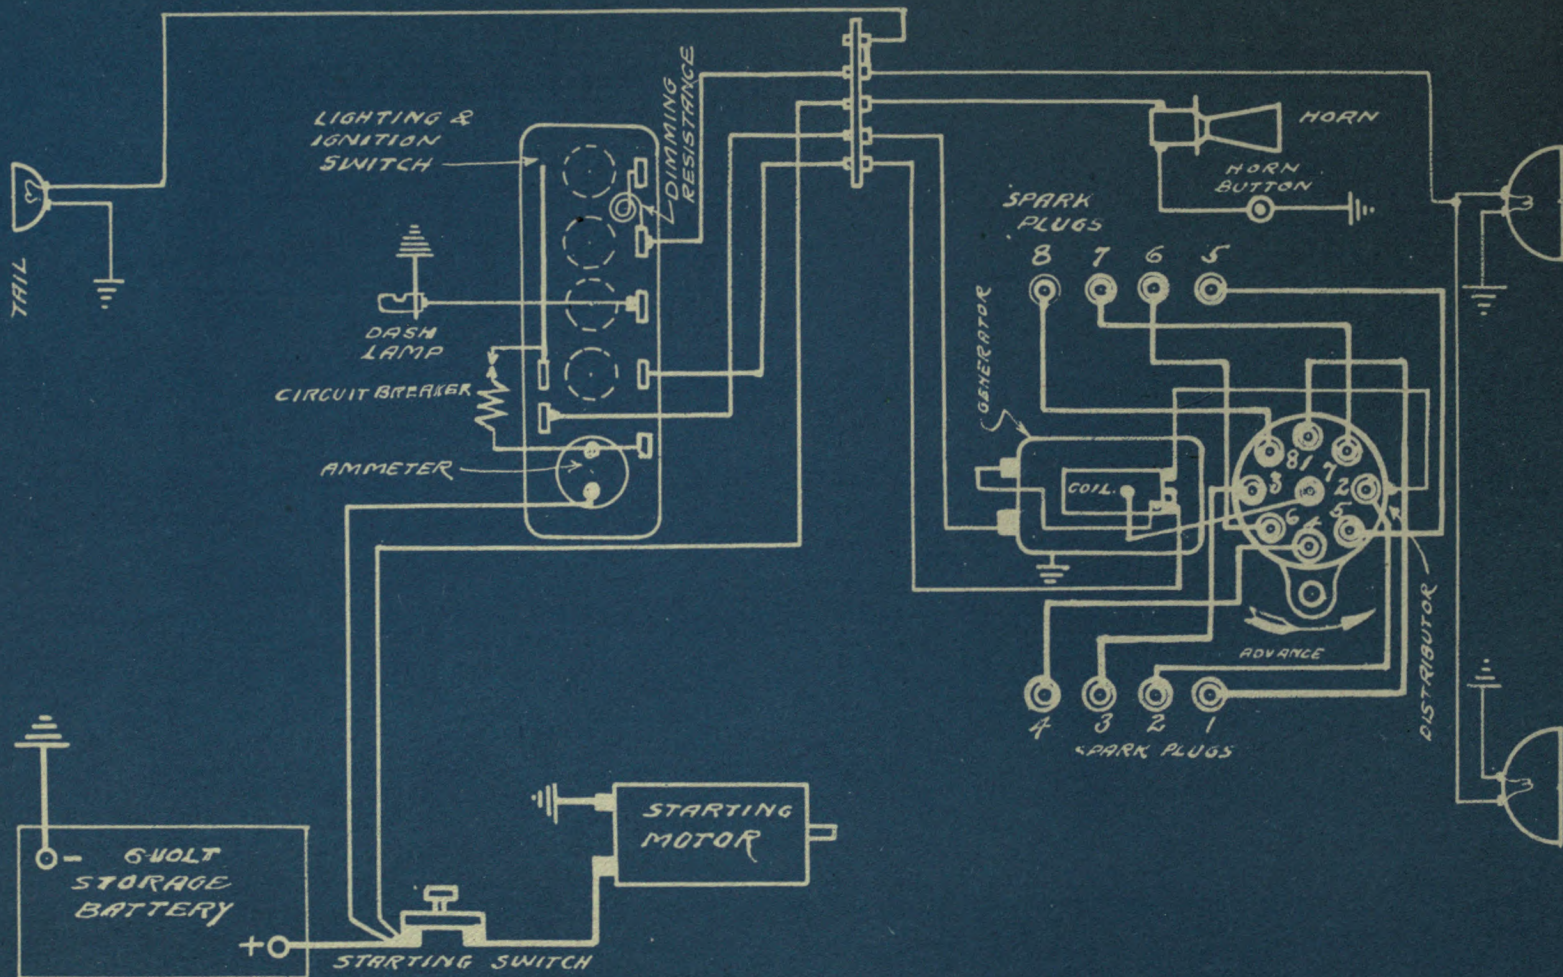 LIGHTING &
IGNITION
SWITCH
DIMMING
RESISTANCE
HORN
HORN
BUTTON
SPARK
PLUGS
8 7 6 5
TAIL
DASH
LAMP
GENERATOR
CIRCUIT BREAKER
AMMETER
COIL.
8 1 7
3 2
6 4 5
ADVANCE
DISTRIBUTOR
4 3 2 1
SPARK PLUGS
STARTING
MOTOR
- 6-VOLT
STORAGE
BATTERY
+
STARTING SWITCH